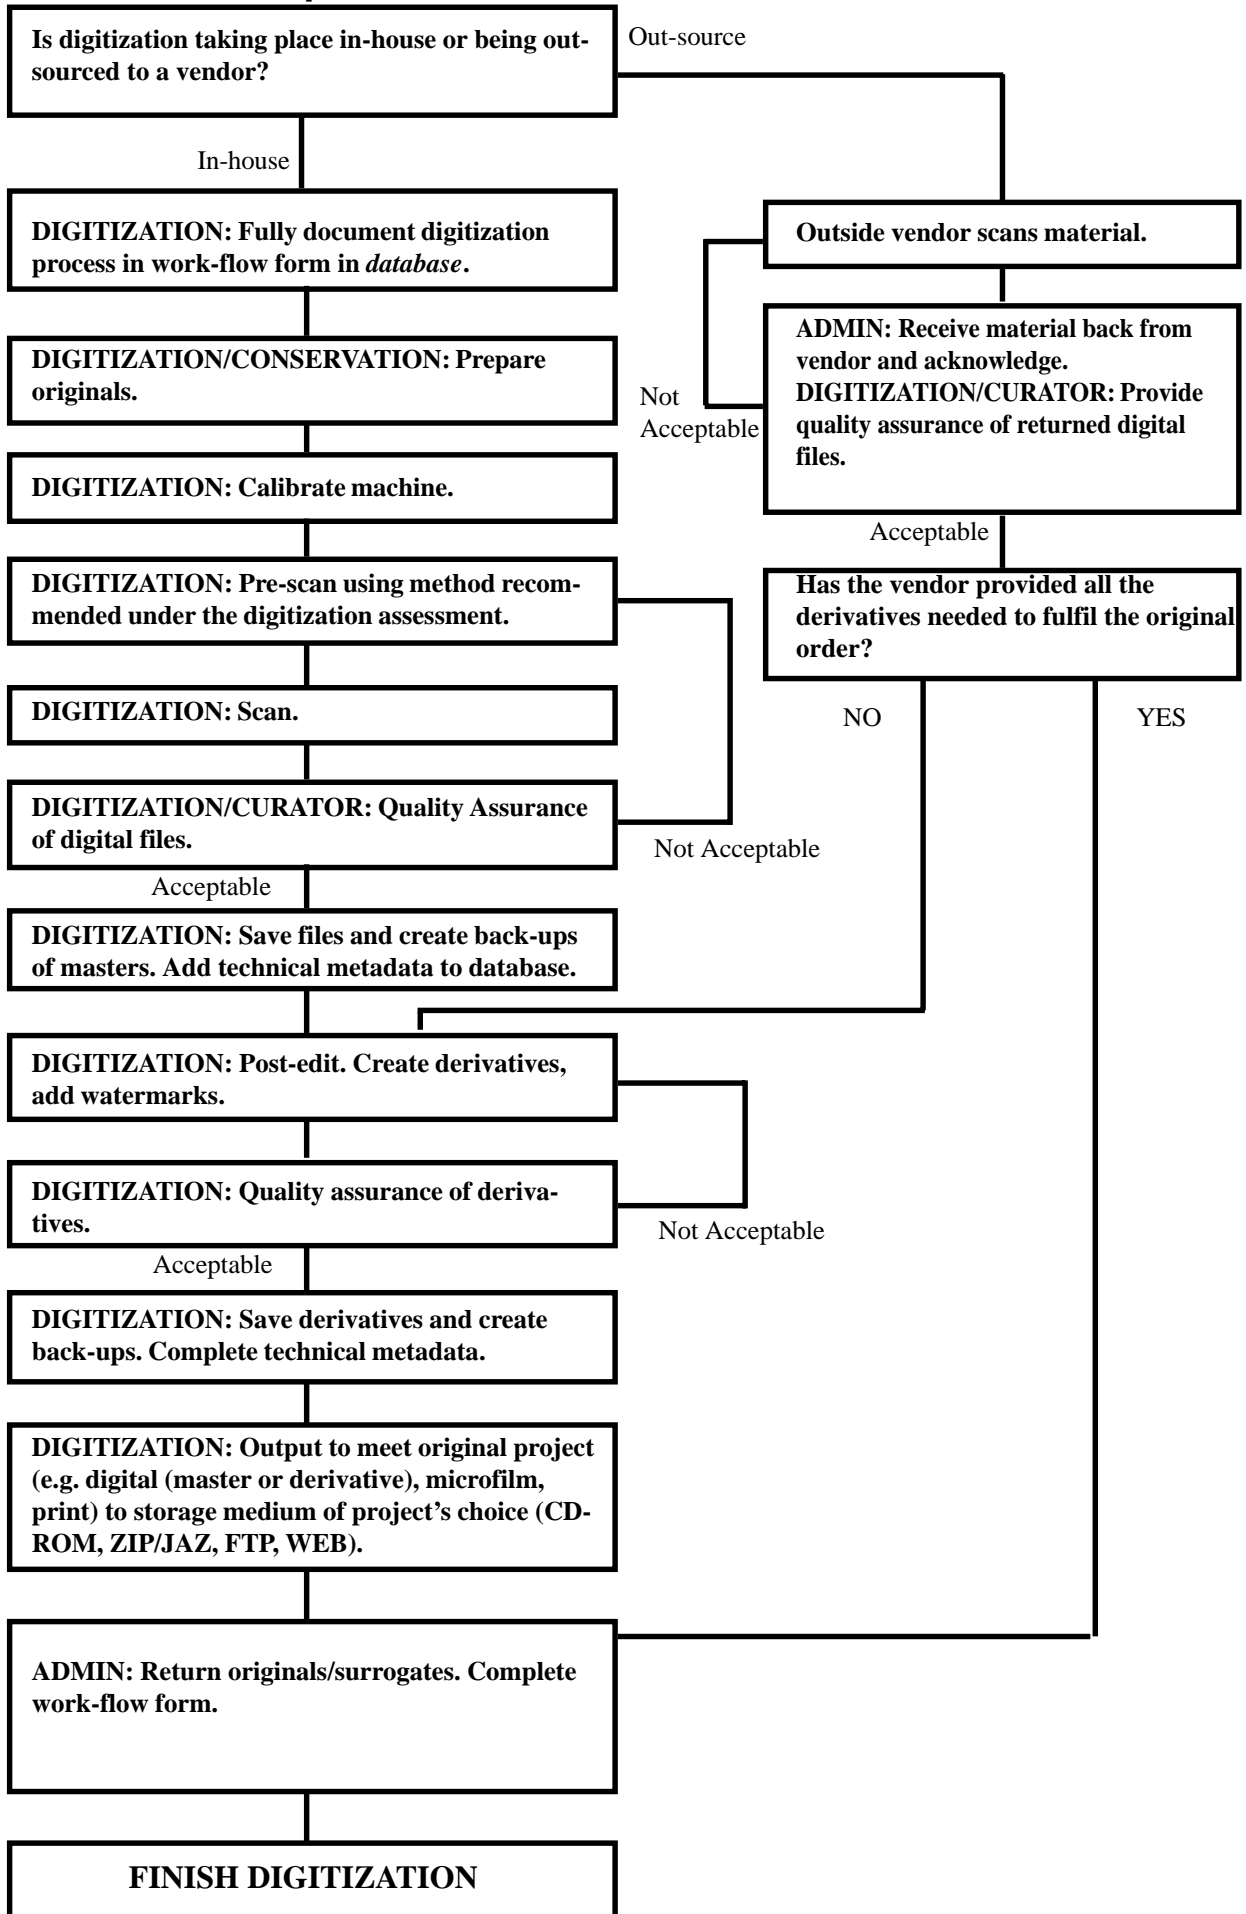 Is digitization taking place in-house or being out-
sourced to a vendor?
Out-source
In-house
DIGITIZATION: Fully document digitization
process in work-flow form in database.
Outside vendor scans material.
ADMIN: Receive material back from
vendor and acknowledge.
DIGITIZATION/CURATOR: Provide
quality assurance of returned digital
files.
Not
Acceptable
DIGITIZATION/CONSERVATION: Prepare
originals.
DIGITIZATION: Calibrate machine.
Acceptable
DIGITIZATION: Pre-scan using method recom-
mended under the digitization assessment.
Has the vendor provided all the
derivatives needed to fulfil the original
order?
DIGITIZATION: Scan.
NO
YES
DIGITIZATION/CURATOR: Quality Assurance
of digital files.
Not Acceptable
Acceptable
DIGITIZATION: Save files and create back-ups
of masters. Add technical metadata to database.
DIGITIZATION: Post-edit. Create derivatives,
add watermarks.
DIGITIZATION: Quality assurance of deriva-
tives.
Not Acceptable
Acceptable
DIGITIZATION: Save derivatives and create
back-ups. Complete technical metadata.
DIGITIZATION: Output to meet original project
(e.g. digital (master or derivative), microfilm,
print) to storage medium of project's choice (CD-
ROM, ZIP/JAZ, FTP, WEB).
ADMIN: Return originals/surrogates. Complete
work-flow form.
FINISH DIGITIZATION